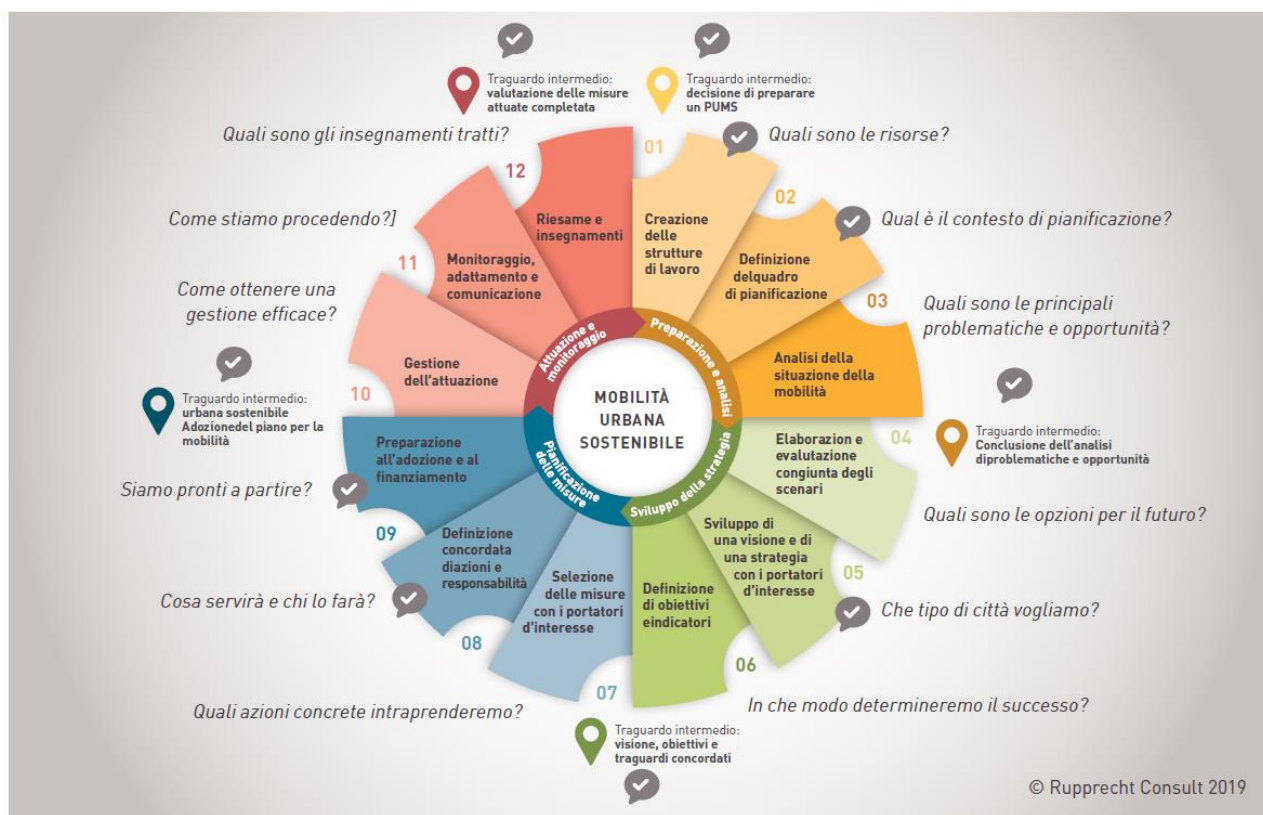 Traguardo intermedio:
valutazione delle misure
attuate completata
Traguardo intermedio:
decisione di preparare
un PUMS
Quali sono gli insegnamenti tratti?
Quali sono le risorse?
Come stiamo procedendo?]
Qual è il contesto di pianificazione?
Come ottenere una
gestione efficace?
Quali sono le principali
problematiche e opportunità?
01
Creazione
delle
strutture
di lavoro
02
Definizione
delquadro
di pianificazione
03
Analisi della
situazione della
mobilità
Traguardo intermedio:
Conclusione dell'analisi
diproblematiche e opportunità
04
Elaborazion e
evalutazione
congiunta degli
scenari
Quali sono le opzioni per il futuro?
05
Sviluppo di
una visione e di
una strategia
con i portatori
d'interesse
Che tipo di città vogliamo?
06
Definizione
di obiettivi
eindicatori
In che modo determineremo il successo?
Traguardo intermedio:
visione, obiettivi e
traguardi concordati
07
Selezione
delle misure
con i portatori
d'interesse
Quali azioni concrete intraprenderemo?
08
Definizione
concordata
diazioni e
responsabilità
Cosa servirà e chi lo farà?
09
Preparazione
all'adozione e al
finanziamento
Siamo pronti a partire?
Traguardo intermedio:
urbana sostenibile
Adozionedel piano per la
mobilità
10
Gestione
dell'attuazione
11
Monitoraggio,
adattamento e
comunicazione
12
Riesame e
insegnamenti
Preparazione e analisi
Sviluppo della strategia
Pianificazione
delle misure
Attuazione e
monitoraggio
MOBILITÀ
URBANA
SOSTENIBILE
© Rupprecht Consult 2019